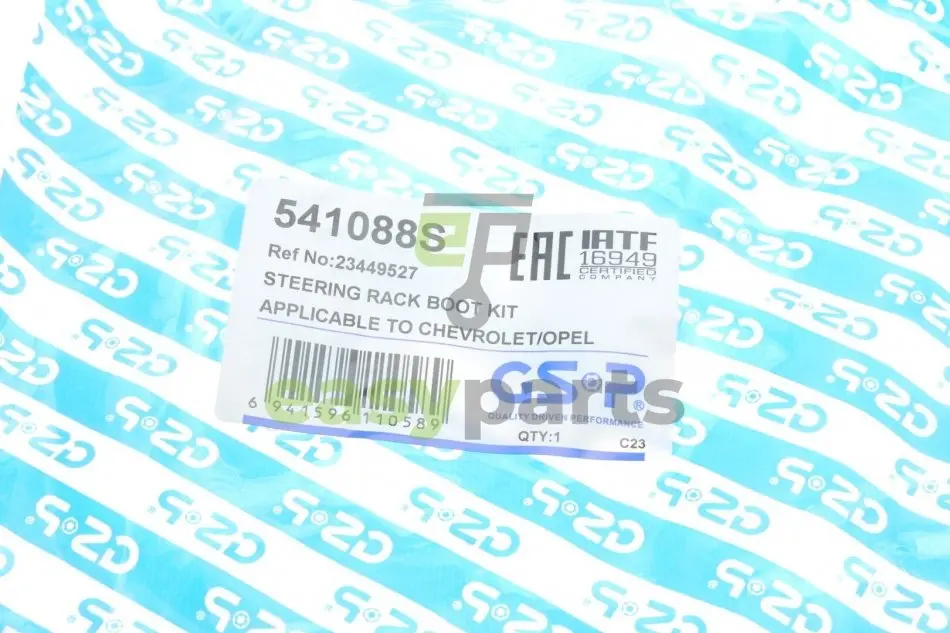 541088S
Ref No:23449527
STEERING RACK BOOT KIT
APPLICABLE TO CHEVROLET/OPEL
EAC
IATF
16949
CERTIFIED
COMPANY
6 941596 110589
GSP®
QUALITY DRIVEN PERFORMANCE
QTY:1
C23
easyparts